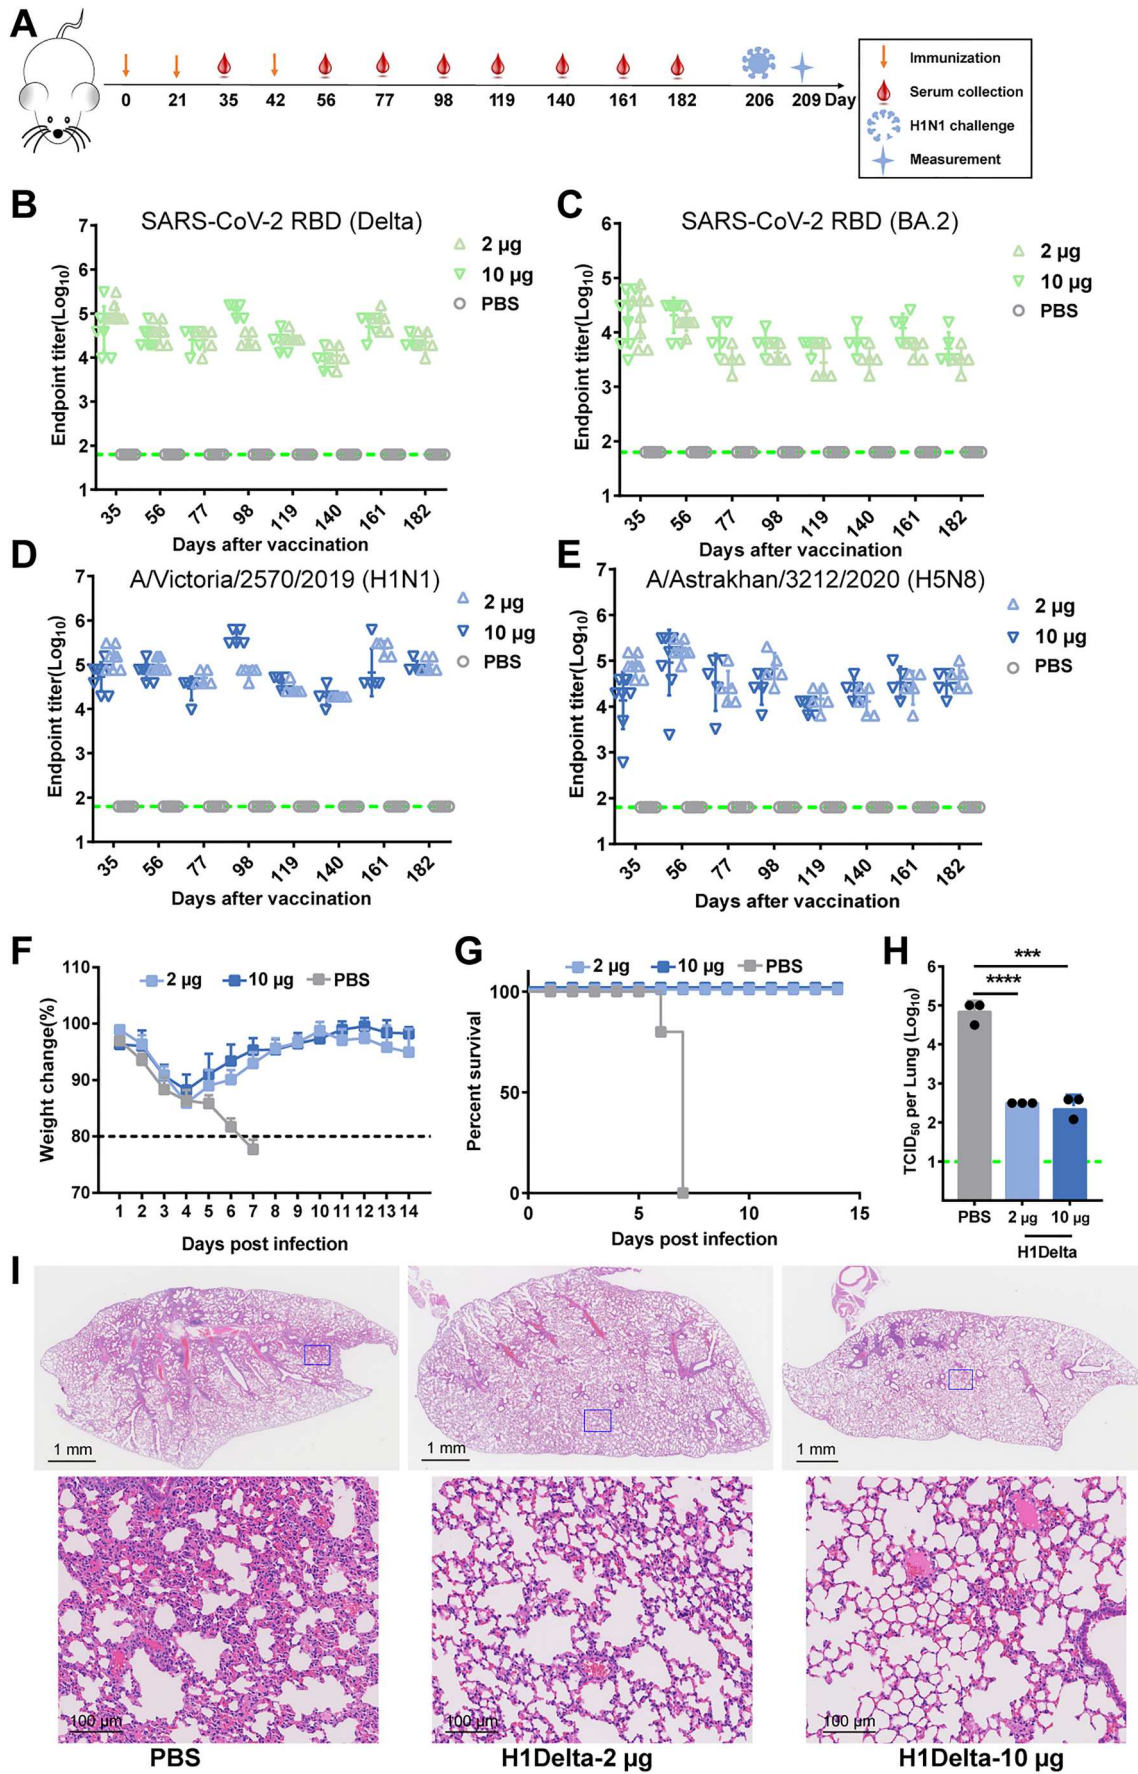 A
0 21 35 42 56 77 98 119 140 161 182 206 209 Day
Immunization
Serum collection
H1N1 challenge
Measurement
B
SARS-CoV-2 RBD (Delta)
Endpoint titer(Log10)
7
6
5
4
3
2
1
35 56 77 98 119 140 161 182
Days after vaccination
2 μg
10 μg
PBS
C
SARS-CoV-2 RBD (BA.2)
Endpoint titer(Log10)
6
5
4
3
2
1
35 56 77 98 119 140 161 182
Days after vaccination
2 μg
10 μg
PBS
D
A/Victoria/2570/2019 (H1N1)
Endpoint titer(Log10)
7
6
5
4
3
2
1
35 56 77 98 119 140 161 182
Days after vaccination
2 μg
10 μg
PBS
E
A/Astrakhan/3212/2020 (H5N8)
Endpoint titer(Log10)
7
6
5
4
3
2
1
35 56 77 98 119 140 161 182
Days after vaccination
2 μg
10 μg
PBS
F
2 μg 10 μg PBS
Weight change(%)
110
100
90
80
70
1 2 3 4 5 6 7 8 9 10 11 12 13 14
Days post infection
G
2 μg 10 μg PBS
Percent survival
100
50
0
0 5 10 15
Days post infection
H
*** 
****
TCID50 per Lung (Log10)
6
5
4
3
2
1
PBS 2 μg 10 μg
H1Delta
I
1 mm
1 mm
1 mm
100 μm
100 μm
100 μm
PBS
H1Delta-2 μg
H1Delta-10 μg